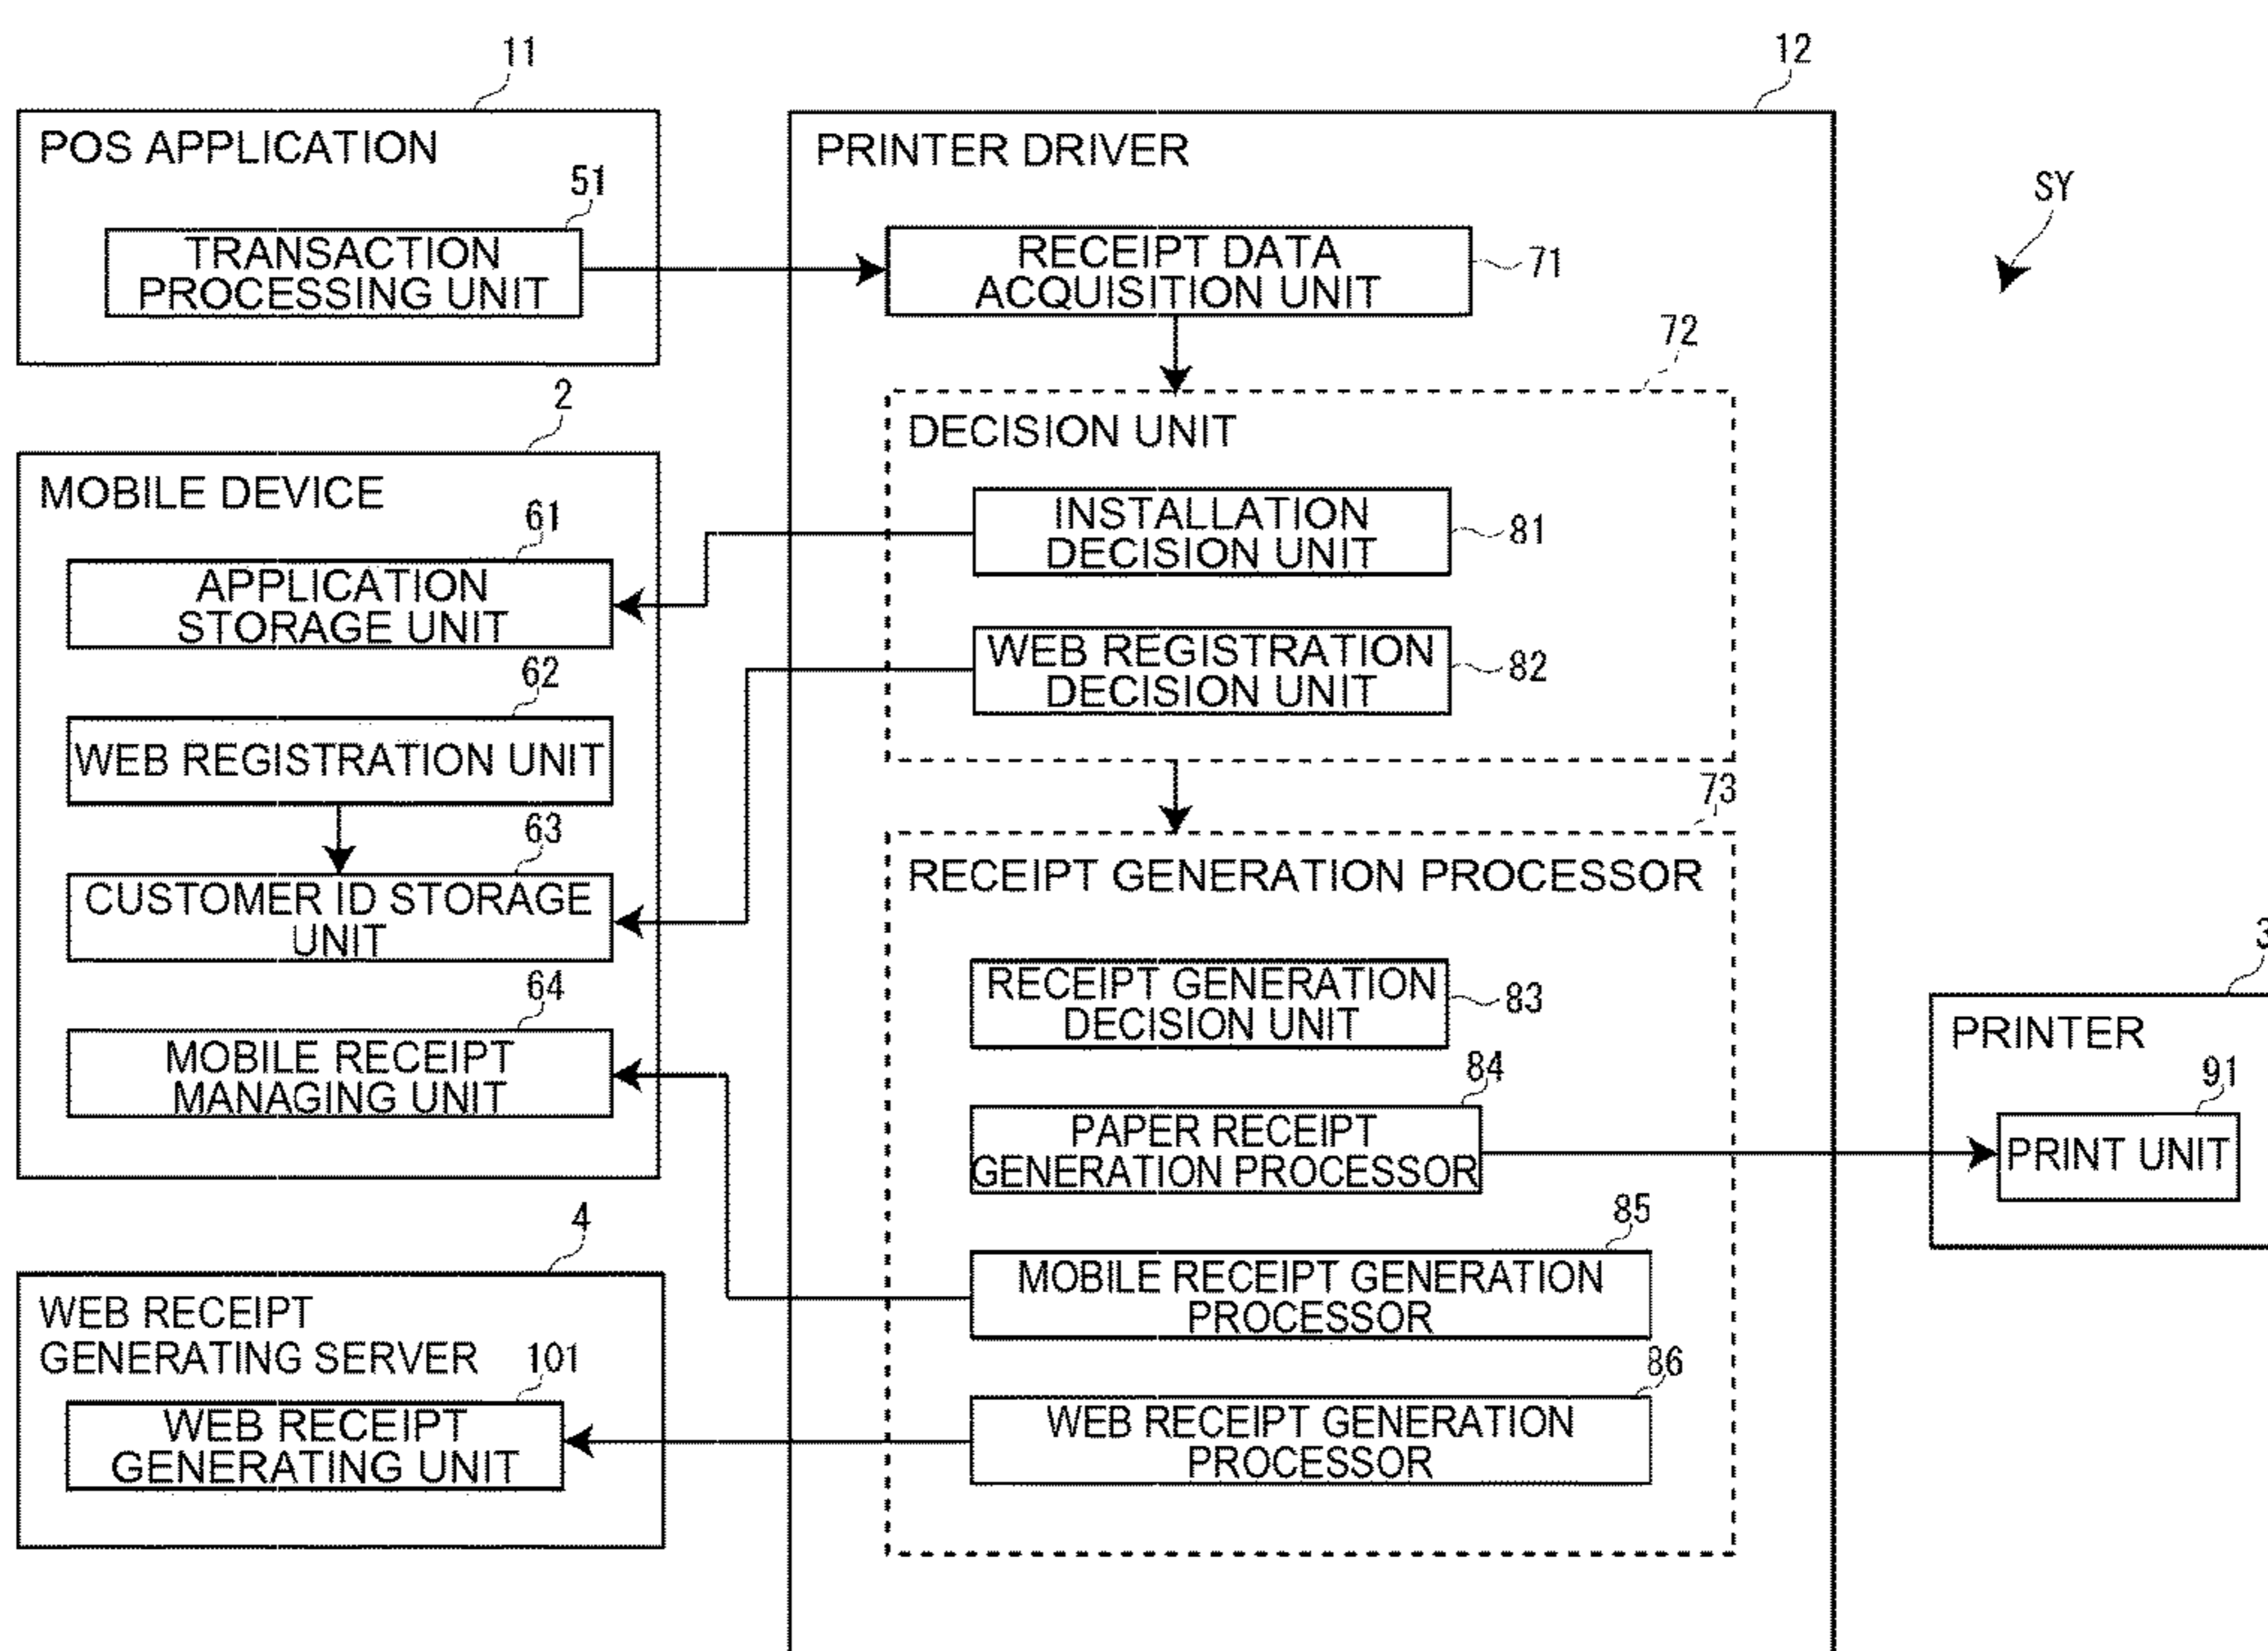 11
POS APPLICATION
51
TRANSACTION
PROCESSING UNIT
2
MOBILE DEVICE
61
APPLICATION
STORAGE UNIT
62
WEB REGISTRATION UNIT
63
CUSTOMER ID STORAGE
UNIT
64
MOBILE RECEIPT
MANAGING UNIT
4
WEB RECEIPT
GENERATING SERVER
101
WEB RECEIPT
GENERATING UNIT
12
PRINTER DRIVER
RECEIPT DATA
ACQUISITION UNIT
71
72
DECISION UNIT
INSTALLATION
DECISION UNIT
81
WEB REGISTRATION
DECISION UNIT
82
73
RECEIPT GENERATION PROCESSOR
RECEIPT GENERATION
DECISION UNIT
83
84
PAPER RECEIPT
GENERATION PROCESSOR
85
MOBILE RECEIPT GENERATION
PROCESSOR
86
WEB RECEIPT GENERATION
PROCESSOR
SY
3
PRINTER
91
PRINT UNIT